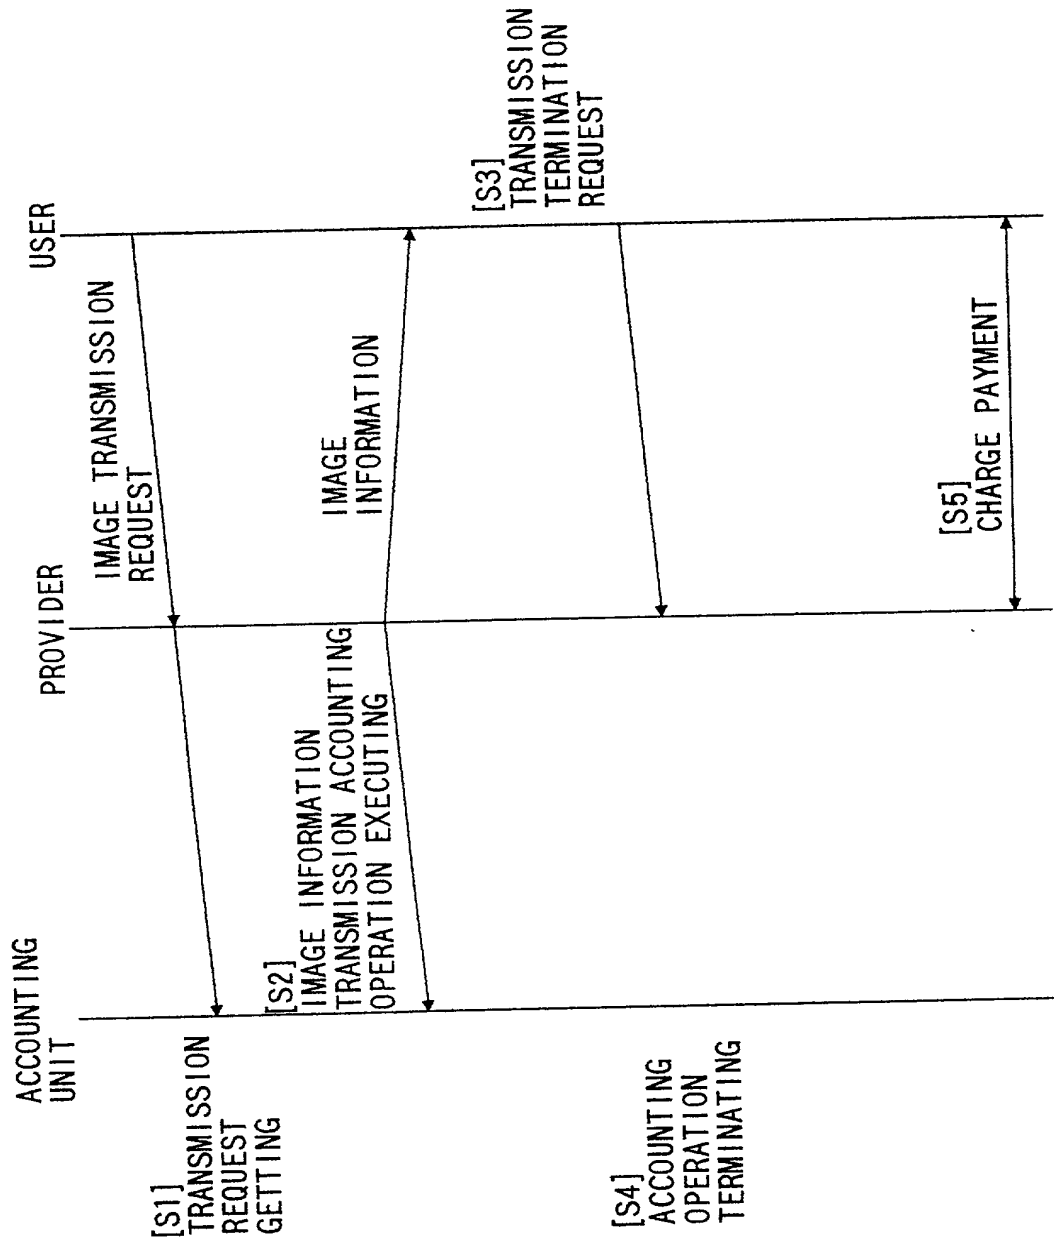 ACCOUNTING
UNIT
PROVIDER
USER
IMAGE TRANSMISSION
REQUEST
[S1]
TRANSMISSION
REQUEST
GETTING
[S2]
IMAGE INFORMATION
TRANSMISSION ACCOUNTING
OPERATION EXECUTING
IMAGE
INFORMATION
[S3]
TRANSMISSION
TERMINATION
REQUEST
[S4]
ACCOUNTING
OPERATION
TERMINATING
[S5]
CHARGE PAYMENT